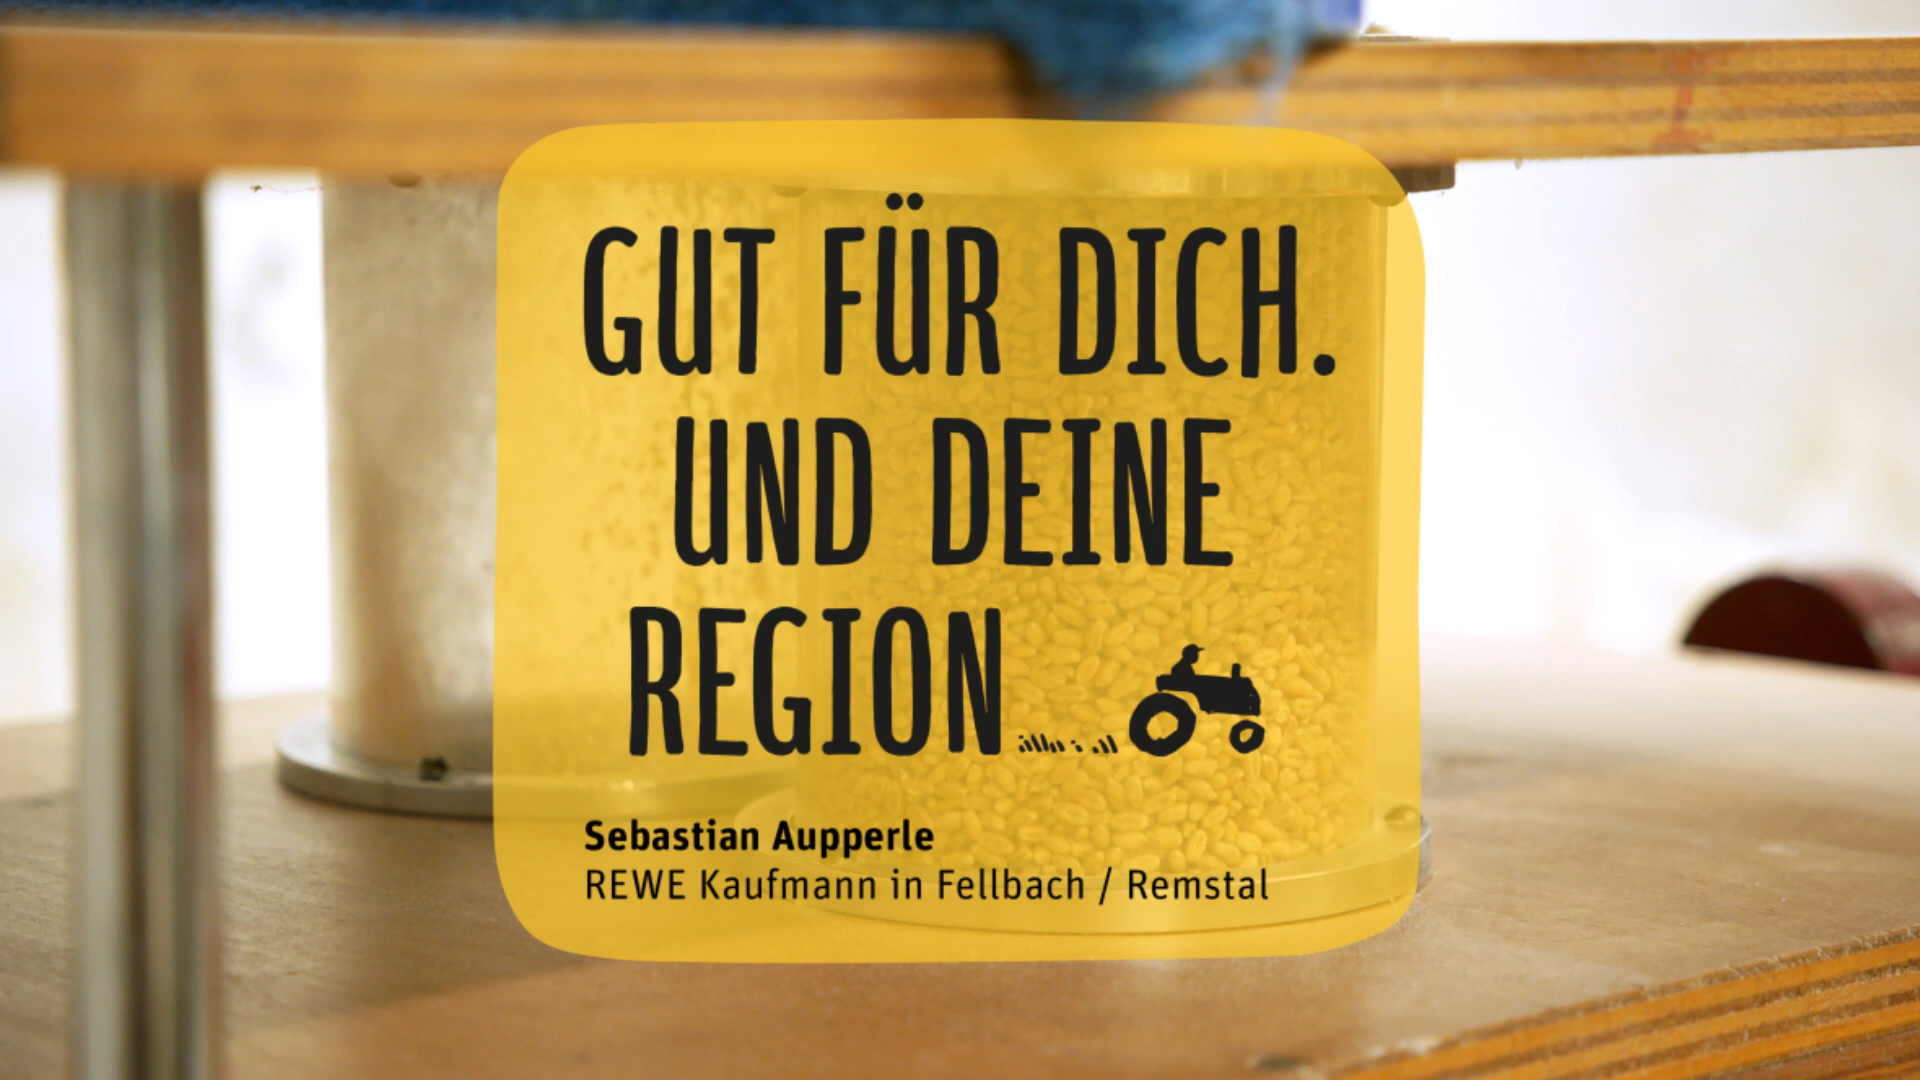 GUT FÜR DICH.
UND DEINE
REGION
Sebastian Aupperle
REWE Kaufmann in Fellbach / Remstal